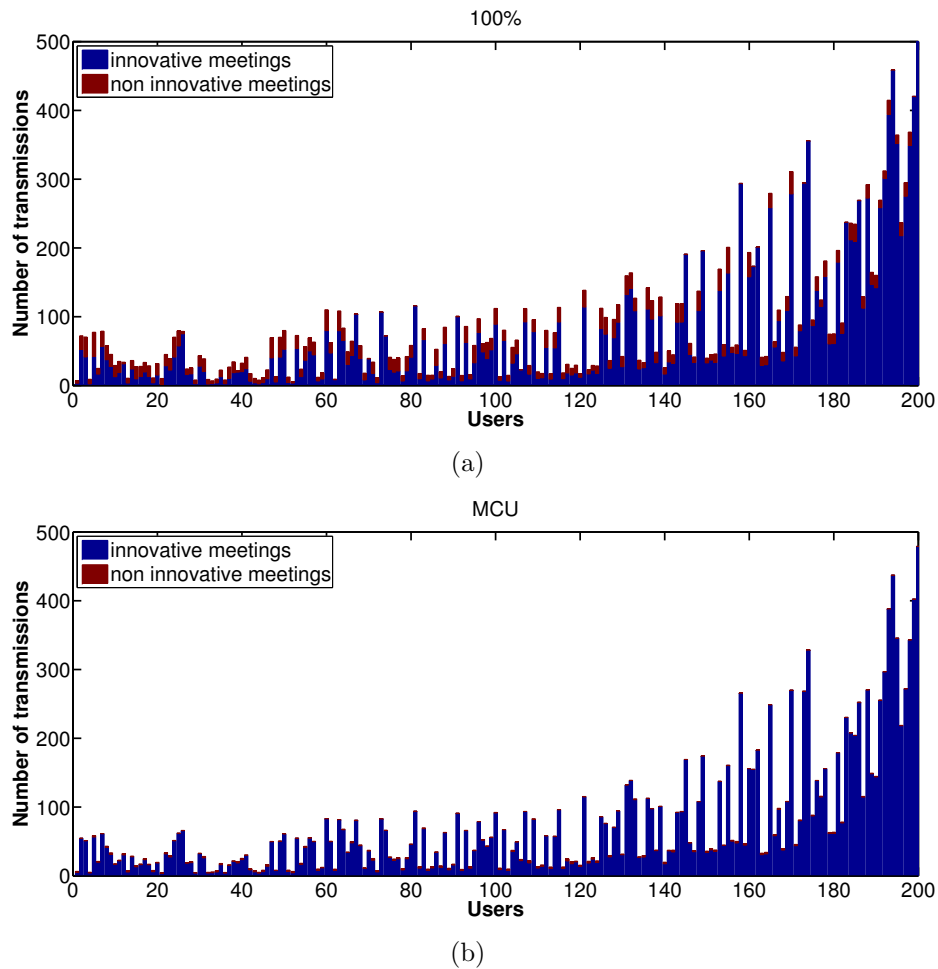 100%
500
400
300
200
100
0
Number of transmissions
innovative meetings
non innovative meetings
0 20 40 60 80 100 120 140 160 180 200
Users
(a)
MCU
500
400
300
200
100
0
Number of transmissions
innovative meetings
non innovative meetings
0 20 40 60 80 100 120 140 160 180 200
Users
(b)